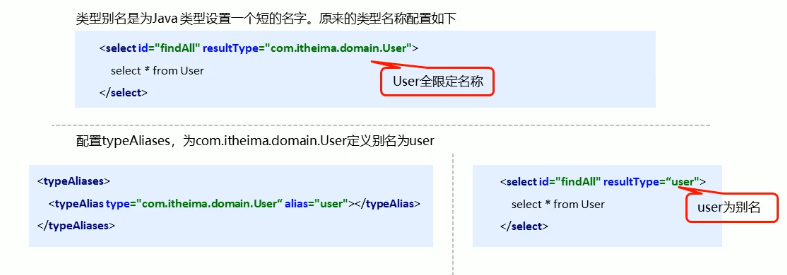 类型别名是为Java 类型设置一个短的名字。原来的类型名称配置如下
<select id="findAll" resultType="com.itheima.domain.User">
select * from User
</select>
User全限定名称
配置typeAliases，为com.itheima.domain.User定义别名为user
<typeAliases>
<typeAlias type="com.itheima.domain.User“ alias="user"></typeAlias>
</typeAliases>
<select id="findAll" resultType=“user">
select * from User
</select>
user为别名